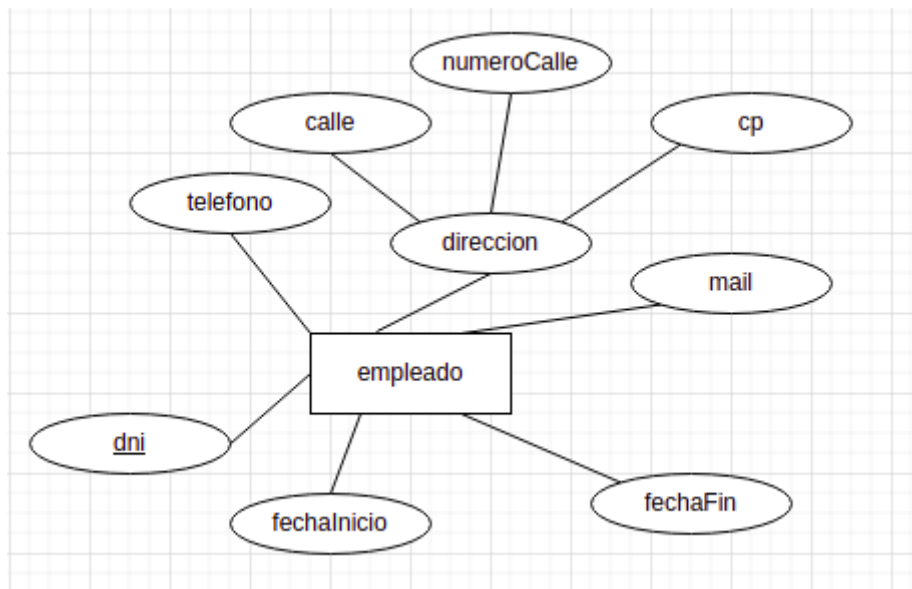 numeroCalle
calle
cp
telefono
direccion
mail
empleado
dni
fechaInicio
fechaFin